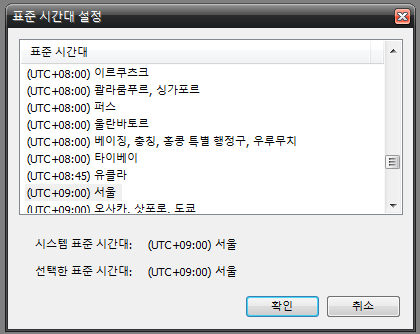 표준 시간대 설정
표준 시간대
(UTC+08:00) 이르쿠츠크
(UTC+08:00) 콸라룸푸르, 싱가포르
(UTC+08:00) 퍼스
(UTC+08:00) 울란바토르
(UTC+08:00) 베이징, 충칭, 홍콩 특별 행정구, 우루무치
(UTC+08:00) 타이베이
(UTC+08:45) 유클라
(UTC+09:00) 서울
(UTC+09:00) 오사카, 삿포로, 도쿄
시스템 표준 시간대: (UTC+09:00) 서울
선택한 표준 시간대: (UTC+09:00) 서울
확인 취소